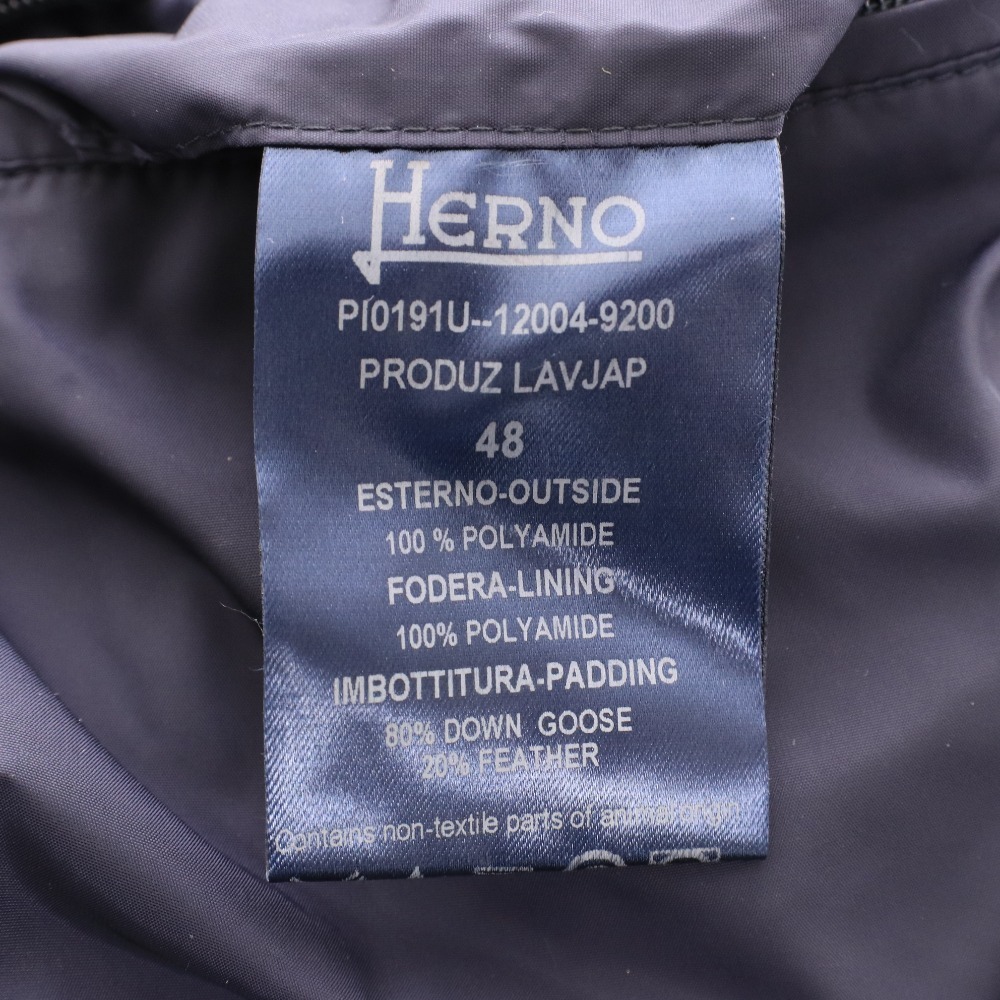 HERNO
PI0191U--12004-9200
PRODUZ LAVJAP
48
ESTERNO-OUTSIDE
100 % POLYAMIDE
FODERA-LINING
100% POLYAMIDE
IMBOTTITURA-PADDING
80% DOWN GOOSE
20% FEATHER
Contains non-textile parts of animal origin